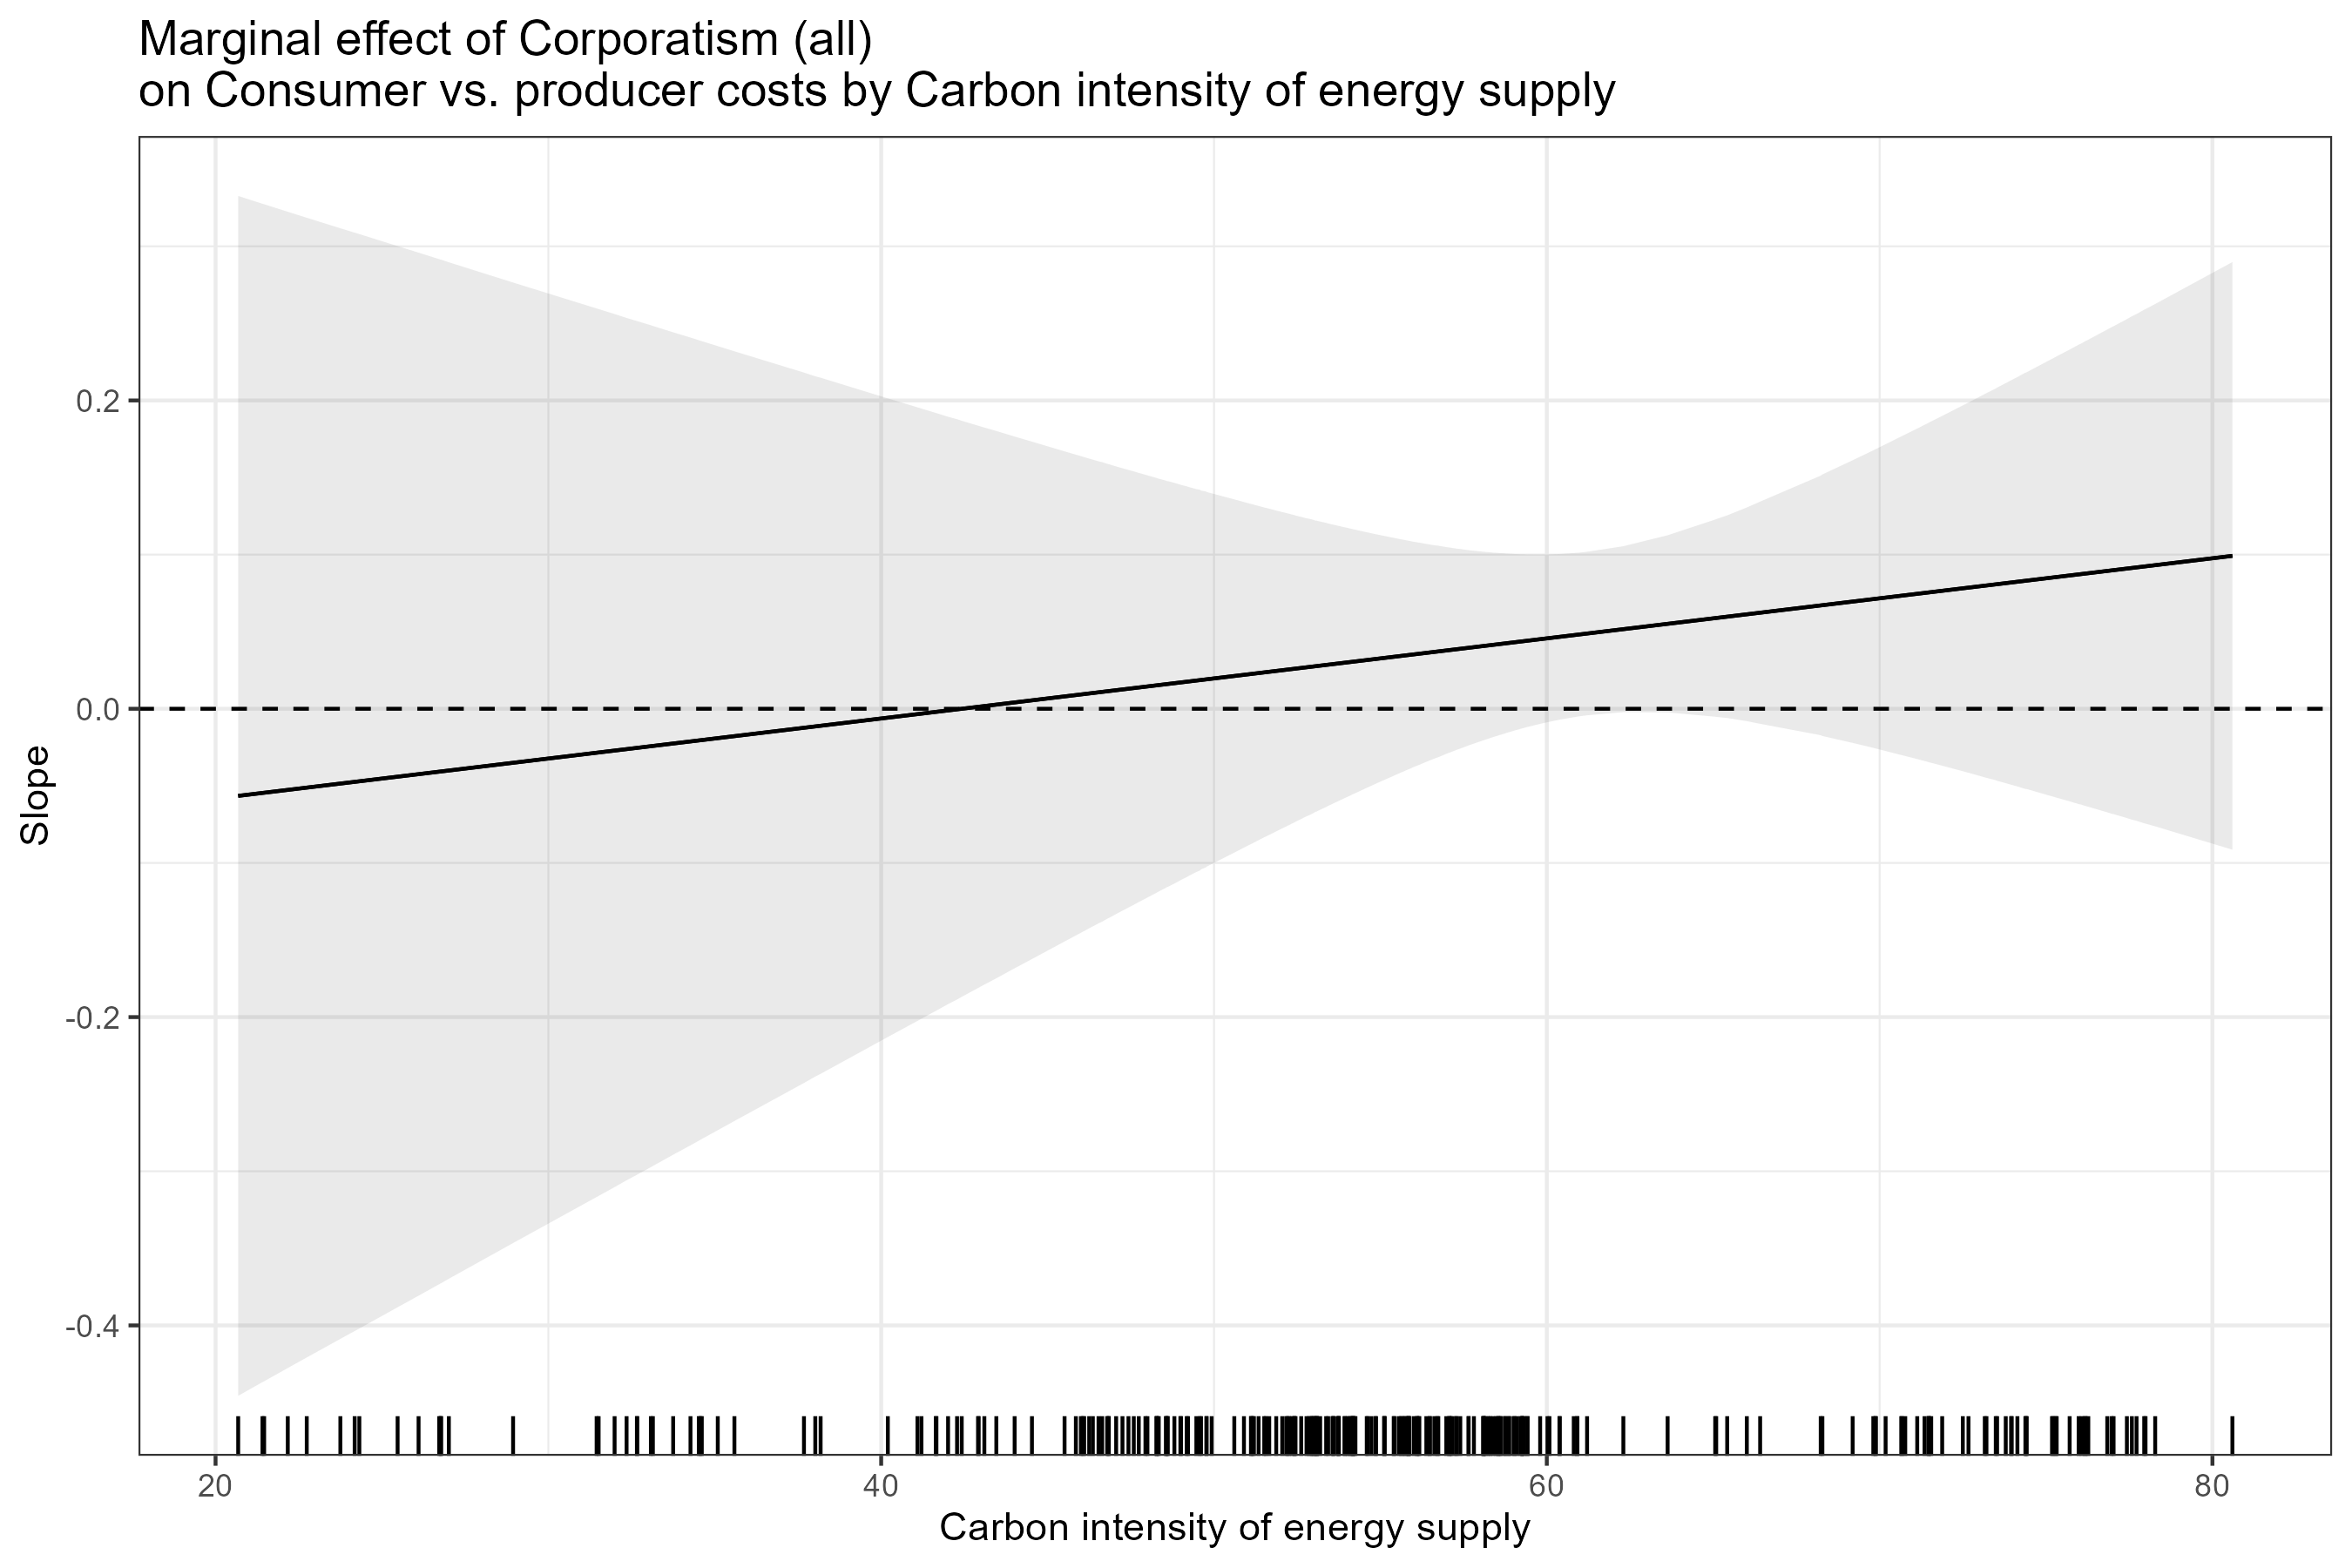 Marginal effect of Corporatism (all)
on Consumer vs. producer costs by Carbon intensity of energy supply
0.2
0.0
-0.2
-0.4
Slope
20
40
60
80
Carbon intensity of energy supply